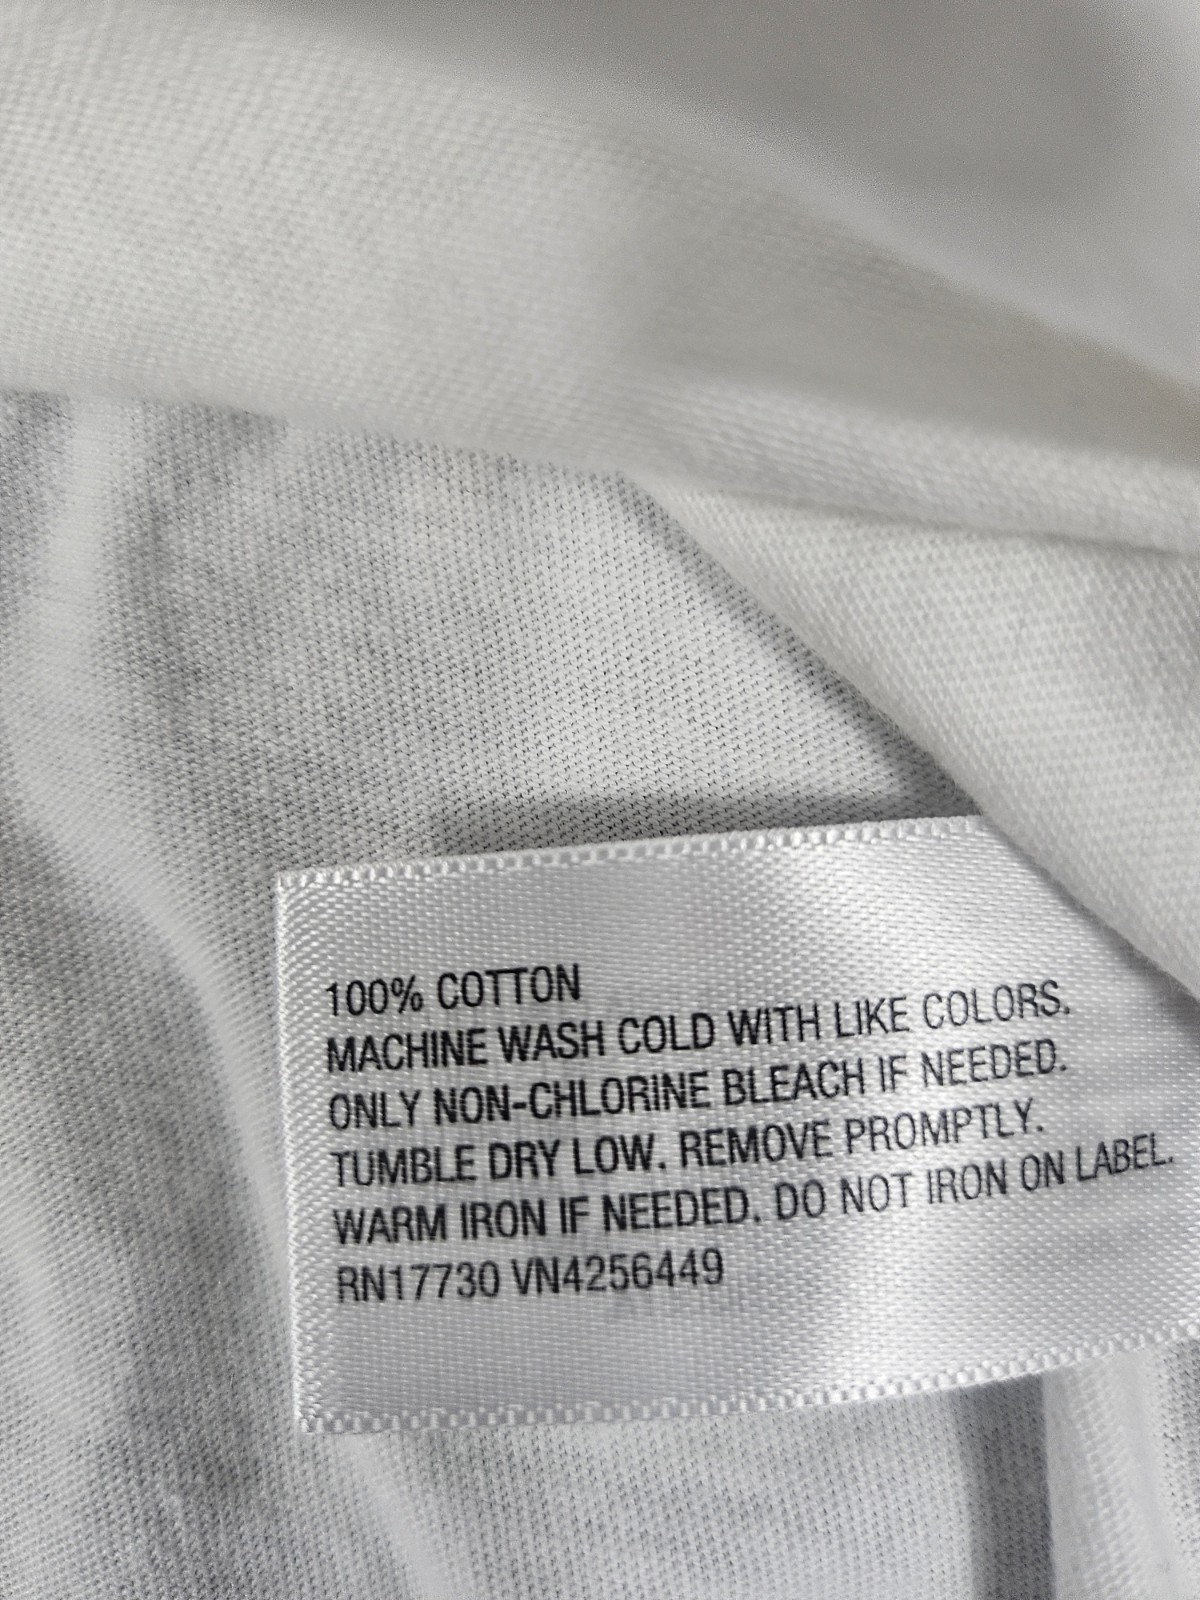 100% COTTON
MACHINE WASH COLD WITH LIKE COLORS.
ONLY NON-CHLORINE BLEACH IF NEEDED.
TUMBLE DRY LOW. REMOVE PROMPTLY.
WARM IRON IF NEEDED. DO NOT IRON ON LABEL.
RN17730 VN4256449